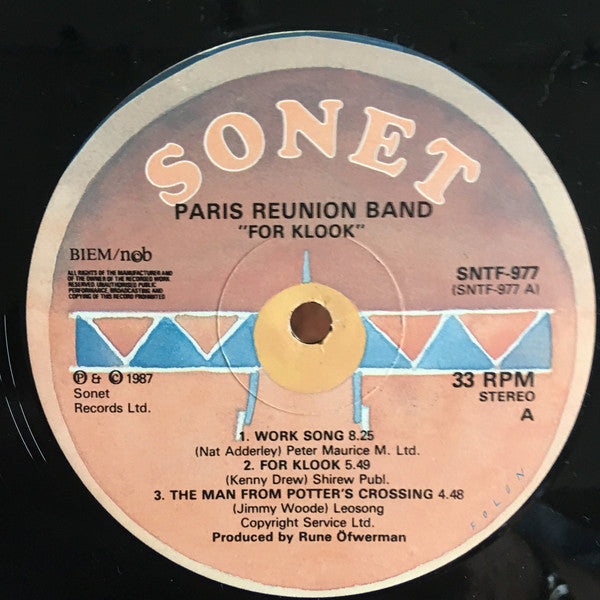 SONET
PARIS REUNION BAND
"FOR KLOOK"
BIEM/ncb
ALL RIGHTS OF THE MANUFACTURER AND
OF THE OWNER OF THE RECORDED WORK
RESERVED. UNAUTHORISED PUBLIC
PERFORMANCE, BROADCASTING AND
COPYING OF THIS RECORD PROHIBITED
SNTF-977
(SNTF-977 A)
℗ & © 1987
Sonet
Records Ltd.
33 RPM
STEREO
A
1. WORK SONG 8.25
(Nat Adderley) Peter Maurice M. Ltd.
2. FOR KLOOK 5.49
(Kenny Drew) Shirew Publ.
3. THE MAN FROM POTTER'S CROSSING 4.48
(Jimmy Woode) Leosong
Copyright Service Ltd.
Produced by Rune Öfwerman
FOLON